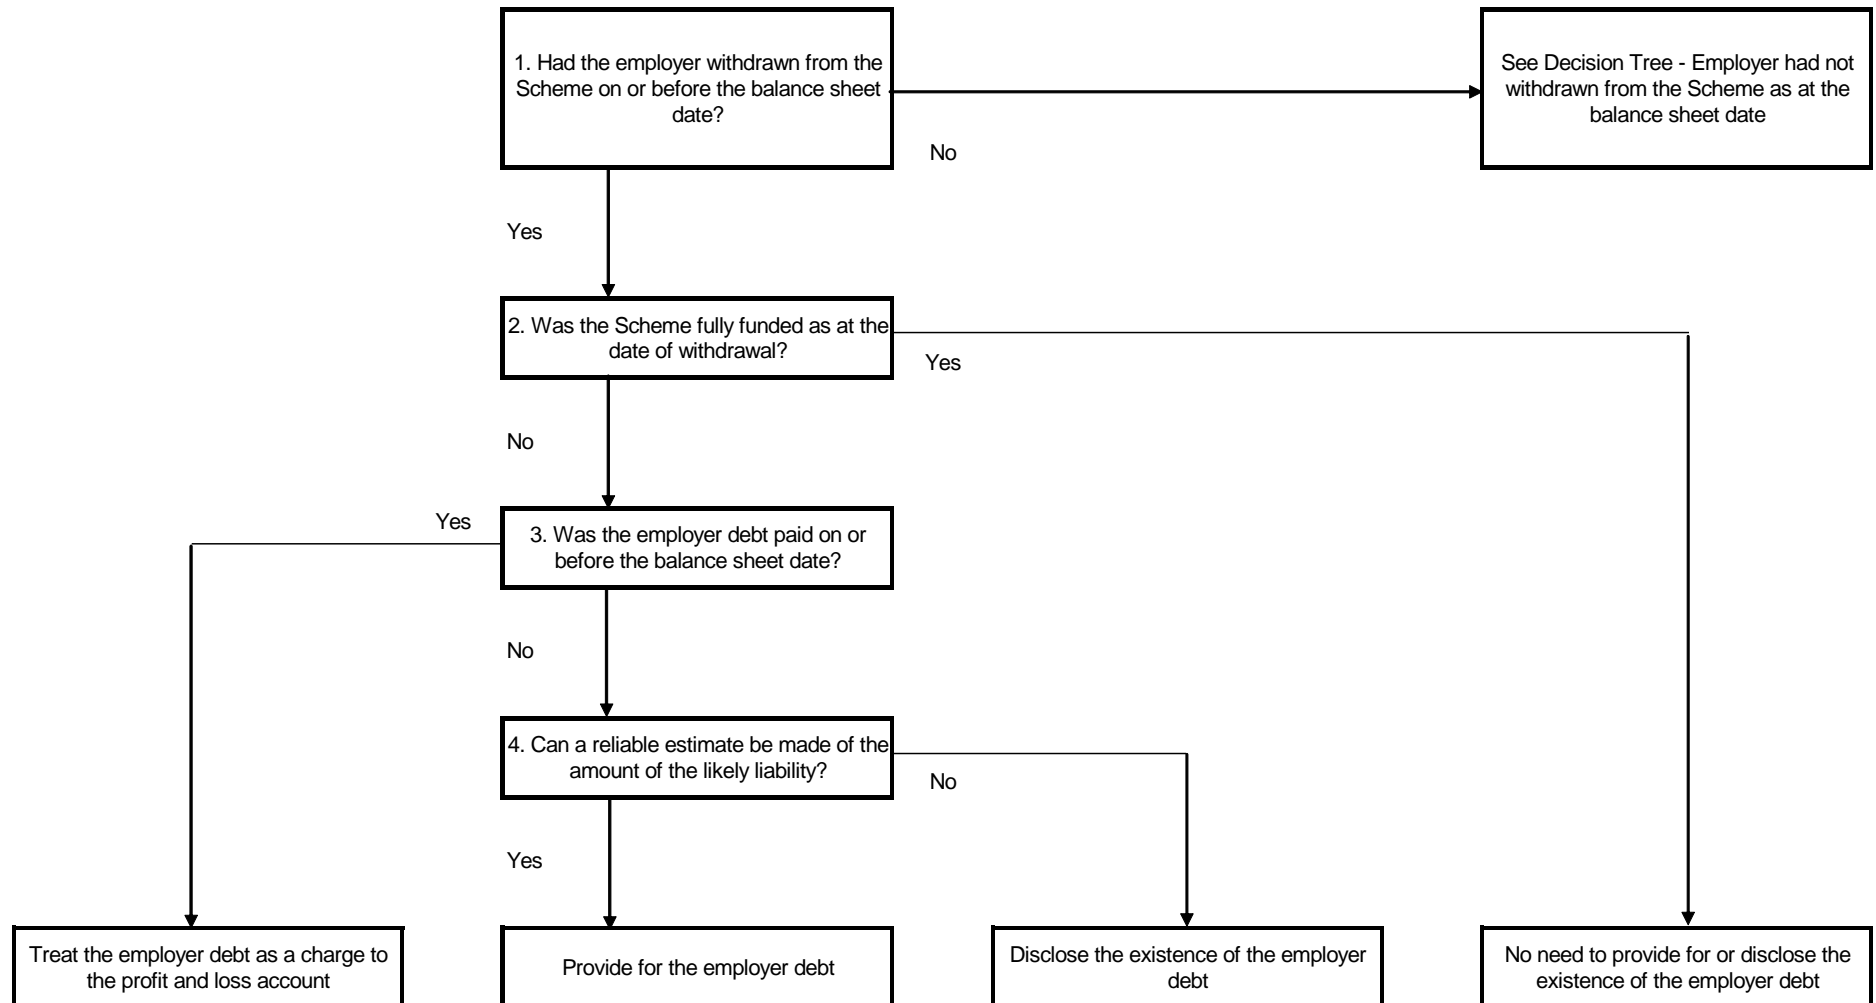 1. Had the employer withdrawn from the
Scheme on or before the balance sheet
date?
See Decision Tree - Employer had not
withdrawn from the Scheme as at the
balance sheet date
No
Yes
2. Was the Scheme fully funded as at the
date of withdrawal?
Yes
No
Yes
3. Was the employer debt paid on or
before the balance sheet date?
No
4. Can a reliable estimate be made of the
amount of the likely liability?
No
Yes
Treat the employer debt as a charge to
the profit and loss account
Provide for the employer debt
Disclose the existence of the employer
debt
No need to provide for or disclose the
existence of the employer debt